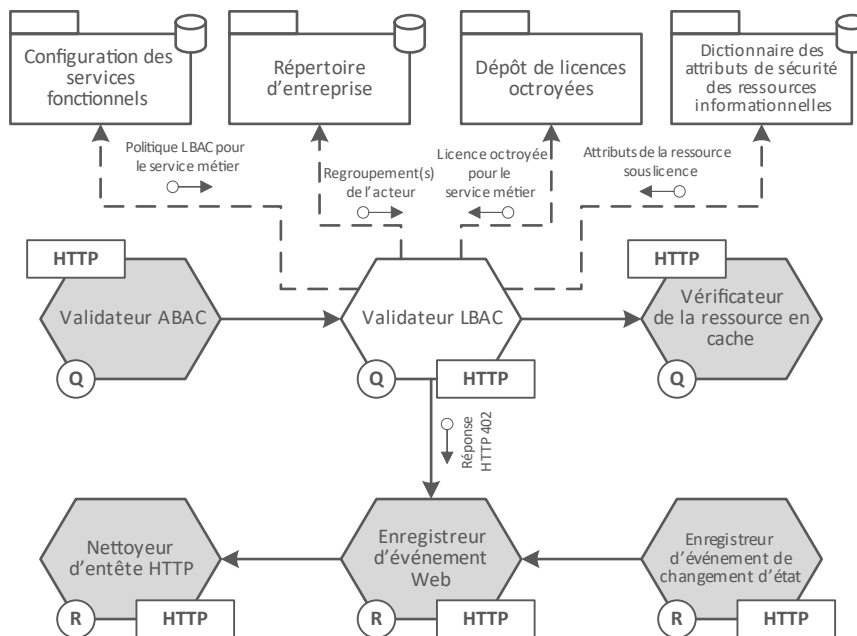 Configuration des
services
fonctionnels
Répertoire
d'entreprise
Dépôt de licences
octroyées
Dictionnaire des
attributs de sécurité
des ressources
informationnelles
Politique LBAC pour
le service métier
Regroupement(s)
de l'acteur
Licence octroyée
pour le
service métier
Attributs de la ressource
sous licence
HTTP
Validateur ABAC
Q
Validateur LBAC
Q
HTTP
HTTP
Vérificateur
de la ressource en
cache
Q
Réponse
HTTP 402
Nettoyeur
d'entête HTTP
R
HTTP
Enregistreur
d'événement
Web
R
HTTP
Enregistreur
d'événement de
changement d'état
R
HTTP